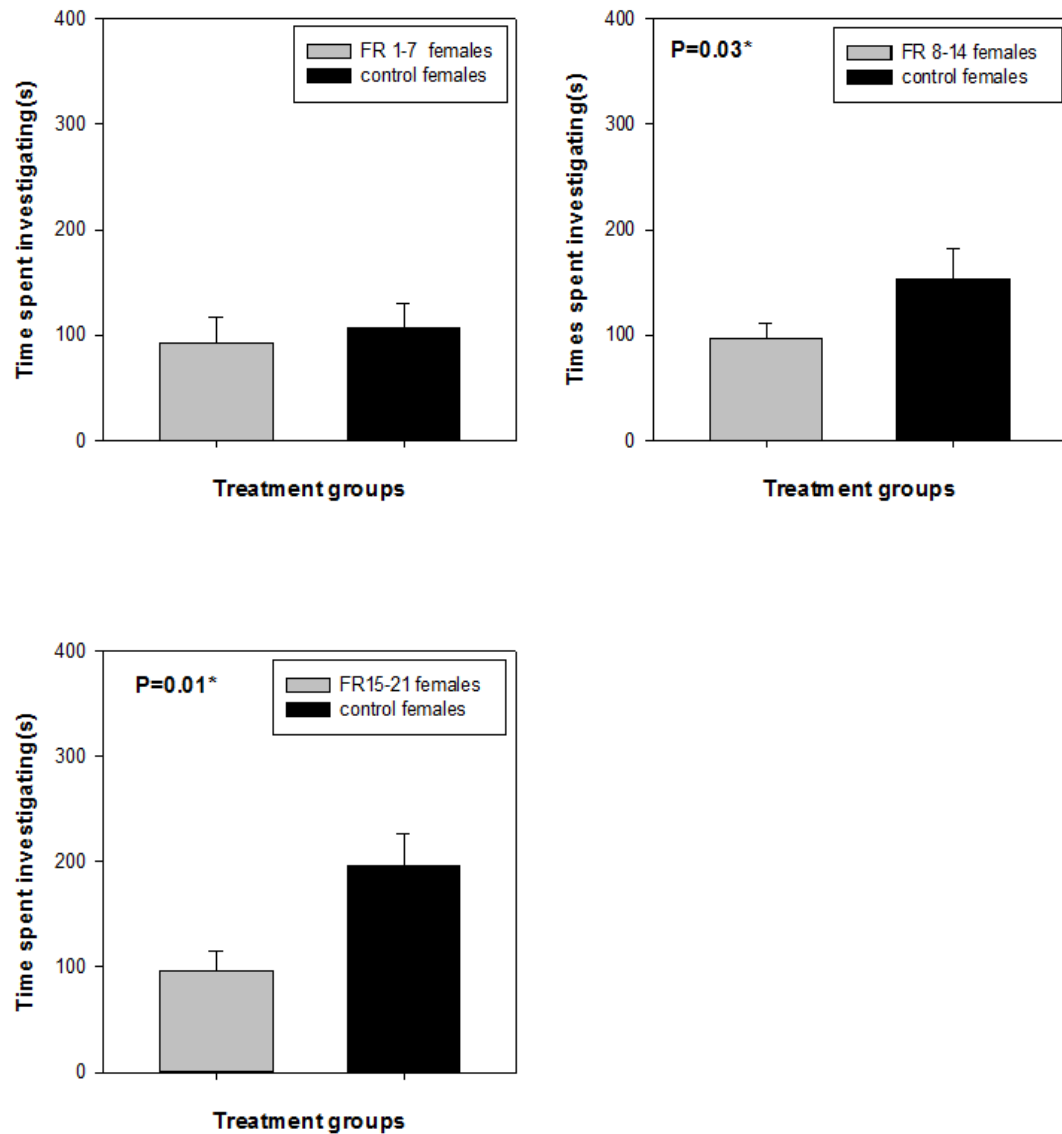 400
300
200
100
0
Time spent investigating(s)
FR 1-7 females
control females
Treatment groups
400
300
200
100
0
Times spent investigating(s)
P=0.03*
FR 8-14 females
control females
Treatment groups
400
300
200
100
0
Time spent investigating(s)
P=0.01*
FR15-21 females
control females
Treatment groups